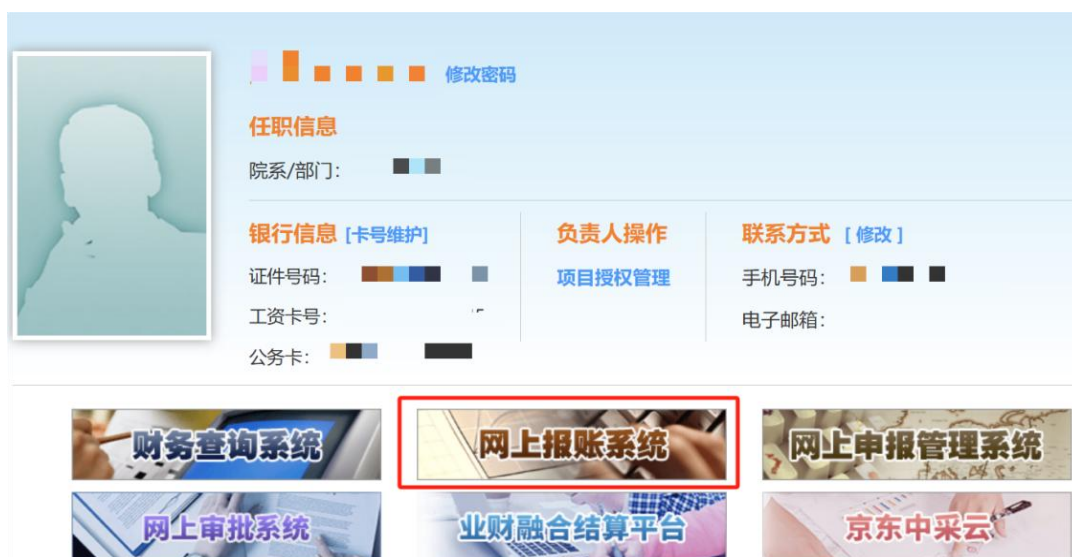 修改密码
任职信息
院系/部门：
银行信息 [卡号维护]
证件号码：
工资卡号：
公务卡：
负责人操作
项目授权管理
联系方式 [ 修改 ]
手机号码：
电子邮箱：
财务查询系统
网上报账系统
网上申报管理系统
网上审批系统
业财融合结算平台
京东中采云